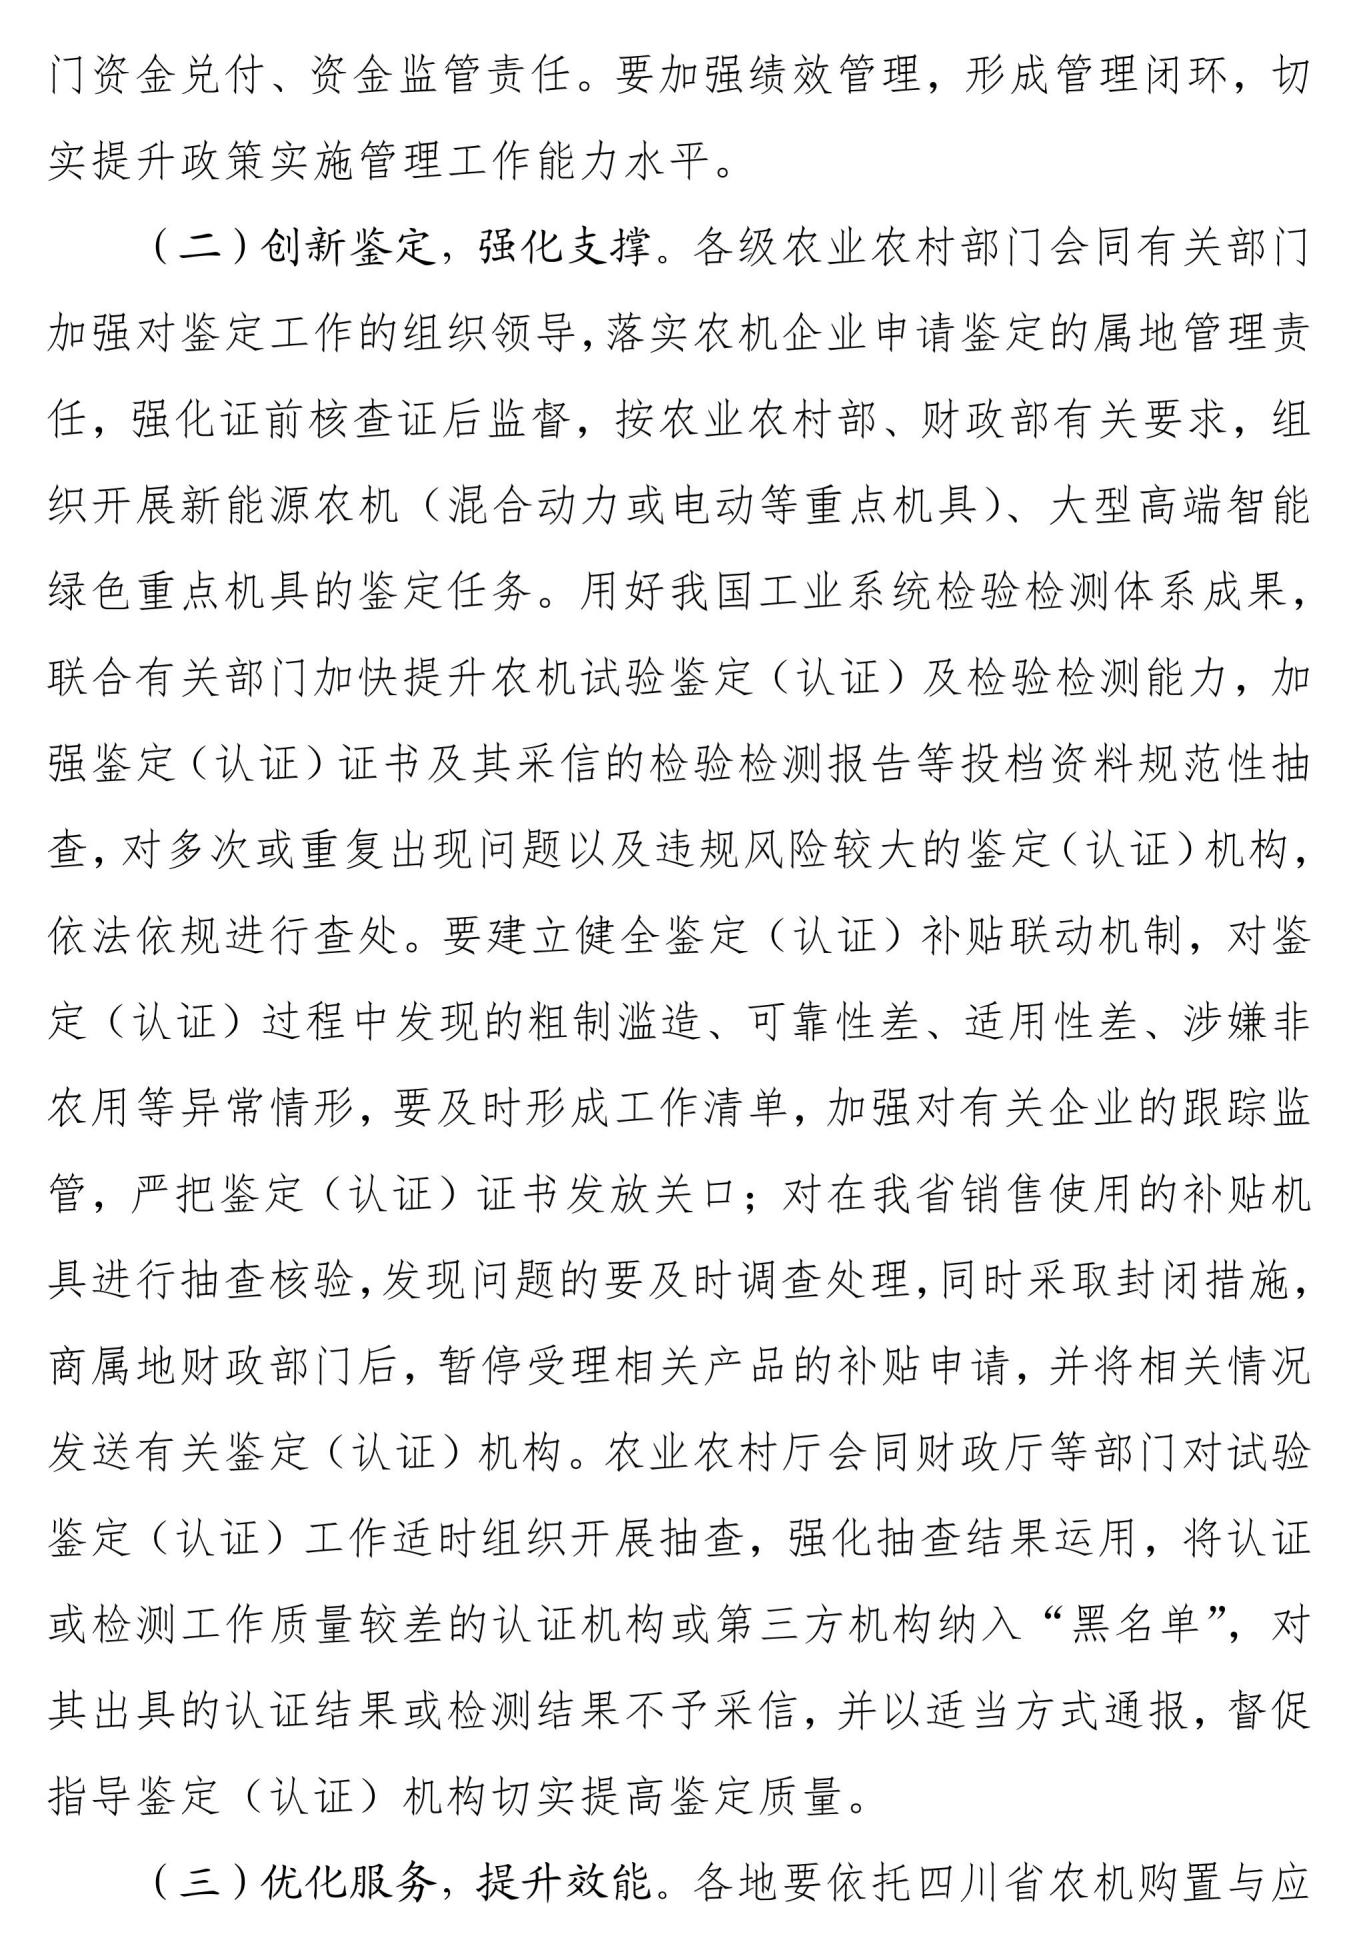 门资金兑付、资金监管责任。要加强绩效管理，形成管理闭环，切
实提升政策实施管理工作能力水平。
（二）创新鉴定，强化支撑。各级农业农村部门会同有关部门
加强对鉴定工作的组织领导，落实农机企业申请鉴定的属地管理责
任，强化证前核查证后监督，按农业农村部、财政部有关要求，组
织开展新能源农机（混合动力或电动等重点机具）、大型高端智能
绿色重点机具的鉴定任务。用好我国工业系统检验检测体系成果，
联合有关部门加快提升农机试验鉴定（认证）及检验检测能力，加
强鉴定（认证）证书及其采信的检验检测报告等投档资料规范性抽
查，对多次或重复出现问题以及违规风险较大的鉴定（认证）机构，
依法依规进行查处。要建立健全鉴定（认证）补贴联动机制，对鉴
定（认证）过程中发现的粗制滥造、可靠性差、适用性差、涉嫌非
农用等异常情形，要及时形成工作清单，加强对有关企业的跟踪监
管，严把鉴定（认证）证书发放关口；对在我省销售使用的补贴机
具进行抽查核验，发现问题的要及时调查处理，同时采取封闭措施，
商属地财政部门后，暂停受理相关产品的补贴申请，并将相关情况
发送有关鉴定（认证）机构。农业农村厅会同财政厅等部门对试验
鉴定（认证）工作适时组织开展抽查，强化抽查结果运用，将认证
或检测工作质量较差的认证机构或第三方机构纳入“黑名单”，对
其出具的认证结果或检测结果不予采信，并以适当方式通报，督促
指导鉴定（认证）机构切实提高鉴定质量。
（三）优化服务，提升效能。各地要依托四川省农机购置与应